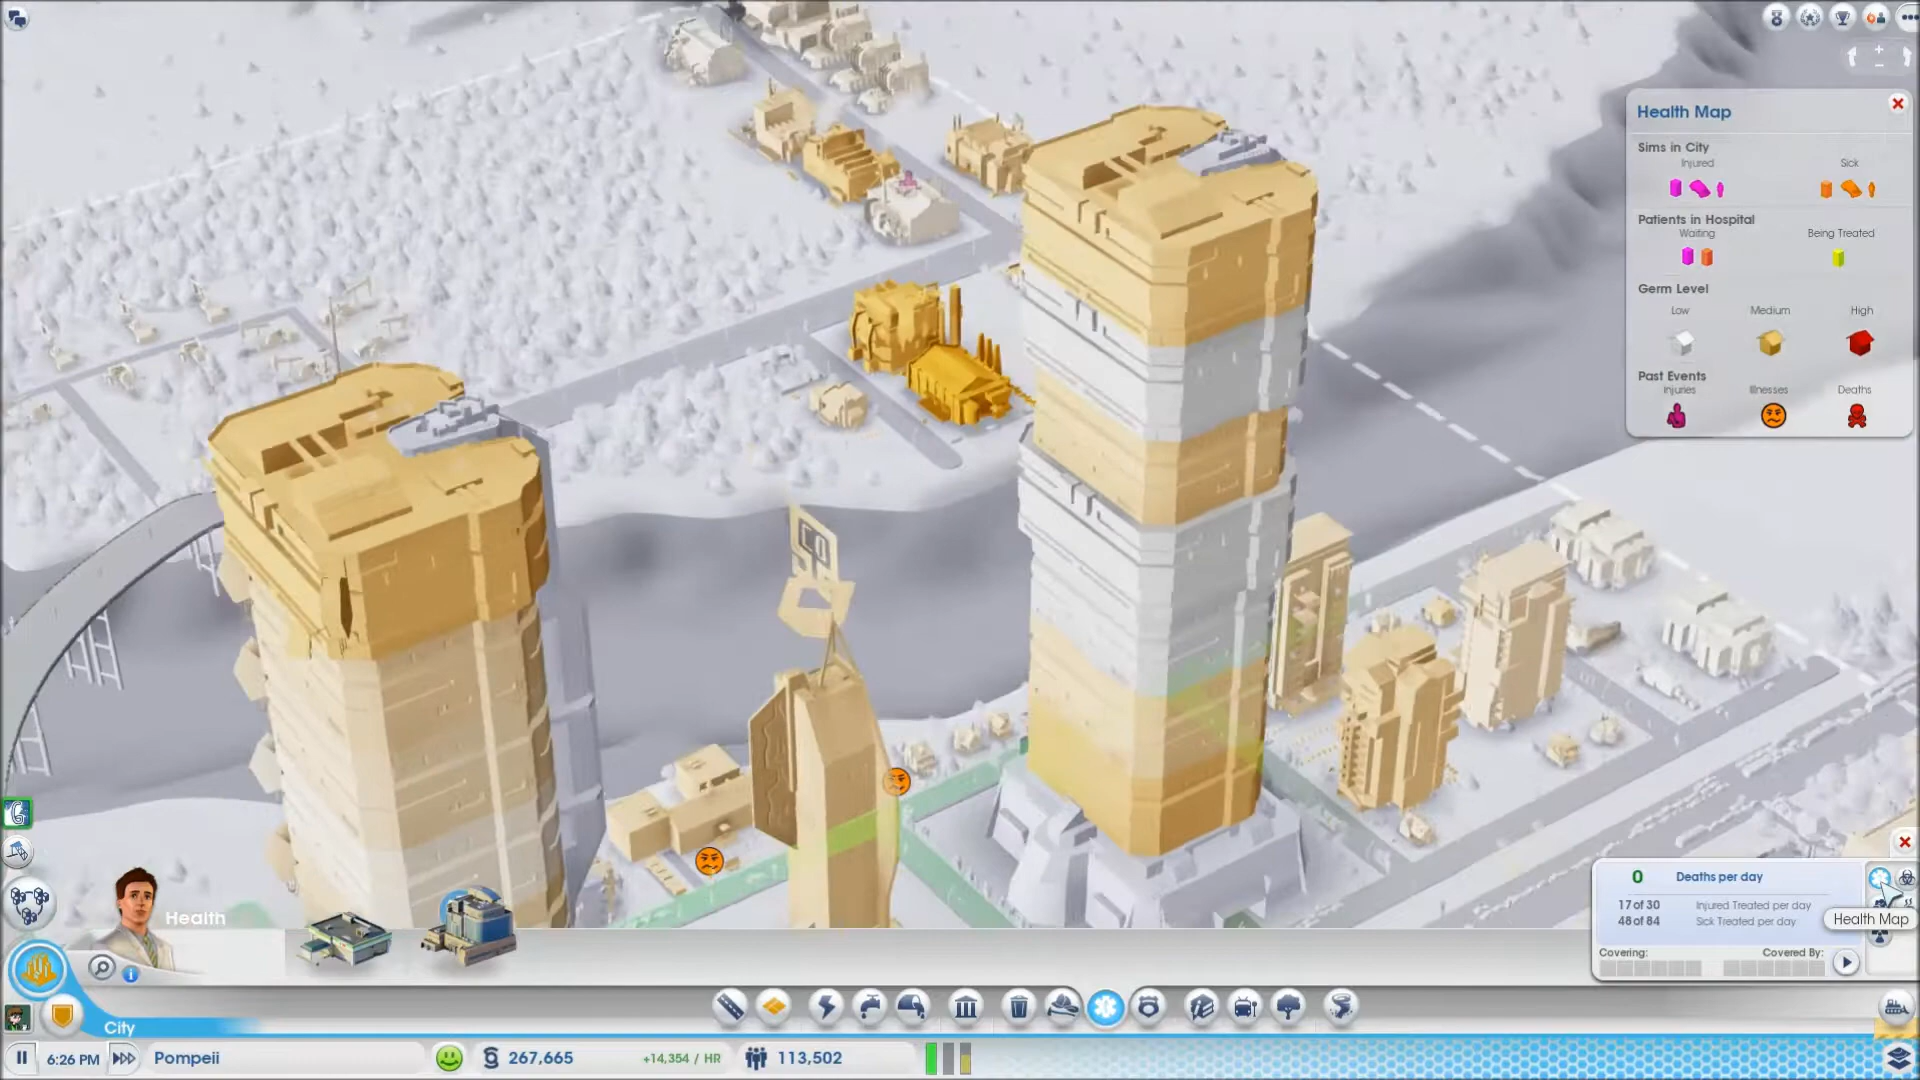 Health Map
Sims in City
Injured Sick
Patients in Hospital
Waiting Being Treated
Germ Level
Low Medium High
Past Events
Injuries Illnesses Deaths
CO
0 Deaths per day
17 of 30 Injured Treated per day
48 of 84 Sick Treated per day
Health Map
Covering: Covered By:
Health
City
6:26 PM Pompeii 267,665 +14,354 / HR 113,502